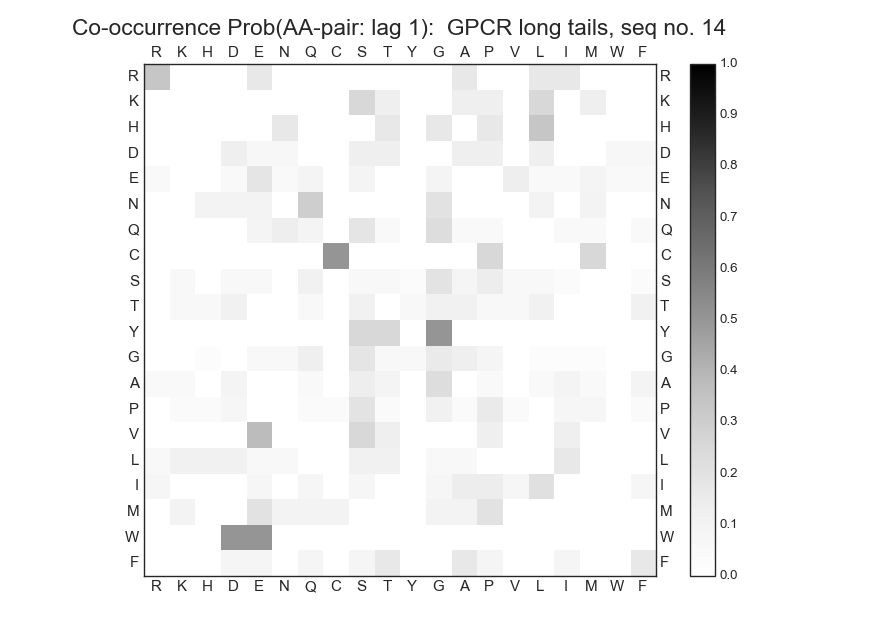 Co-occurrence Prob(AA-pair: lag 1):  GPCR long tails, seq no. 14
R K H D E N Q C S T Y G A P V L I M W F
R R 1.0
K K 0.9
H H
D D 0.8
E E
N N 0.7
Q Q
C C 0.6
S S
T T 0.5
Y Y
G G 0.4
A A
P P 0.3
V V
L L 0.2
I I
M M 0.1
W W
F F 0.0
R K H D E N Q C S T Y G A P V L I M W F